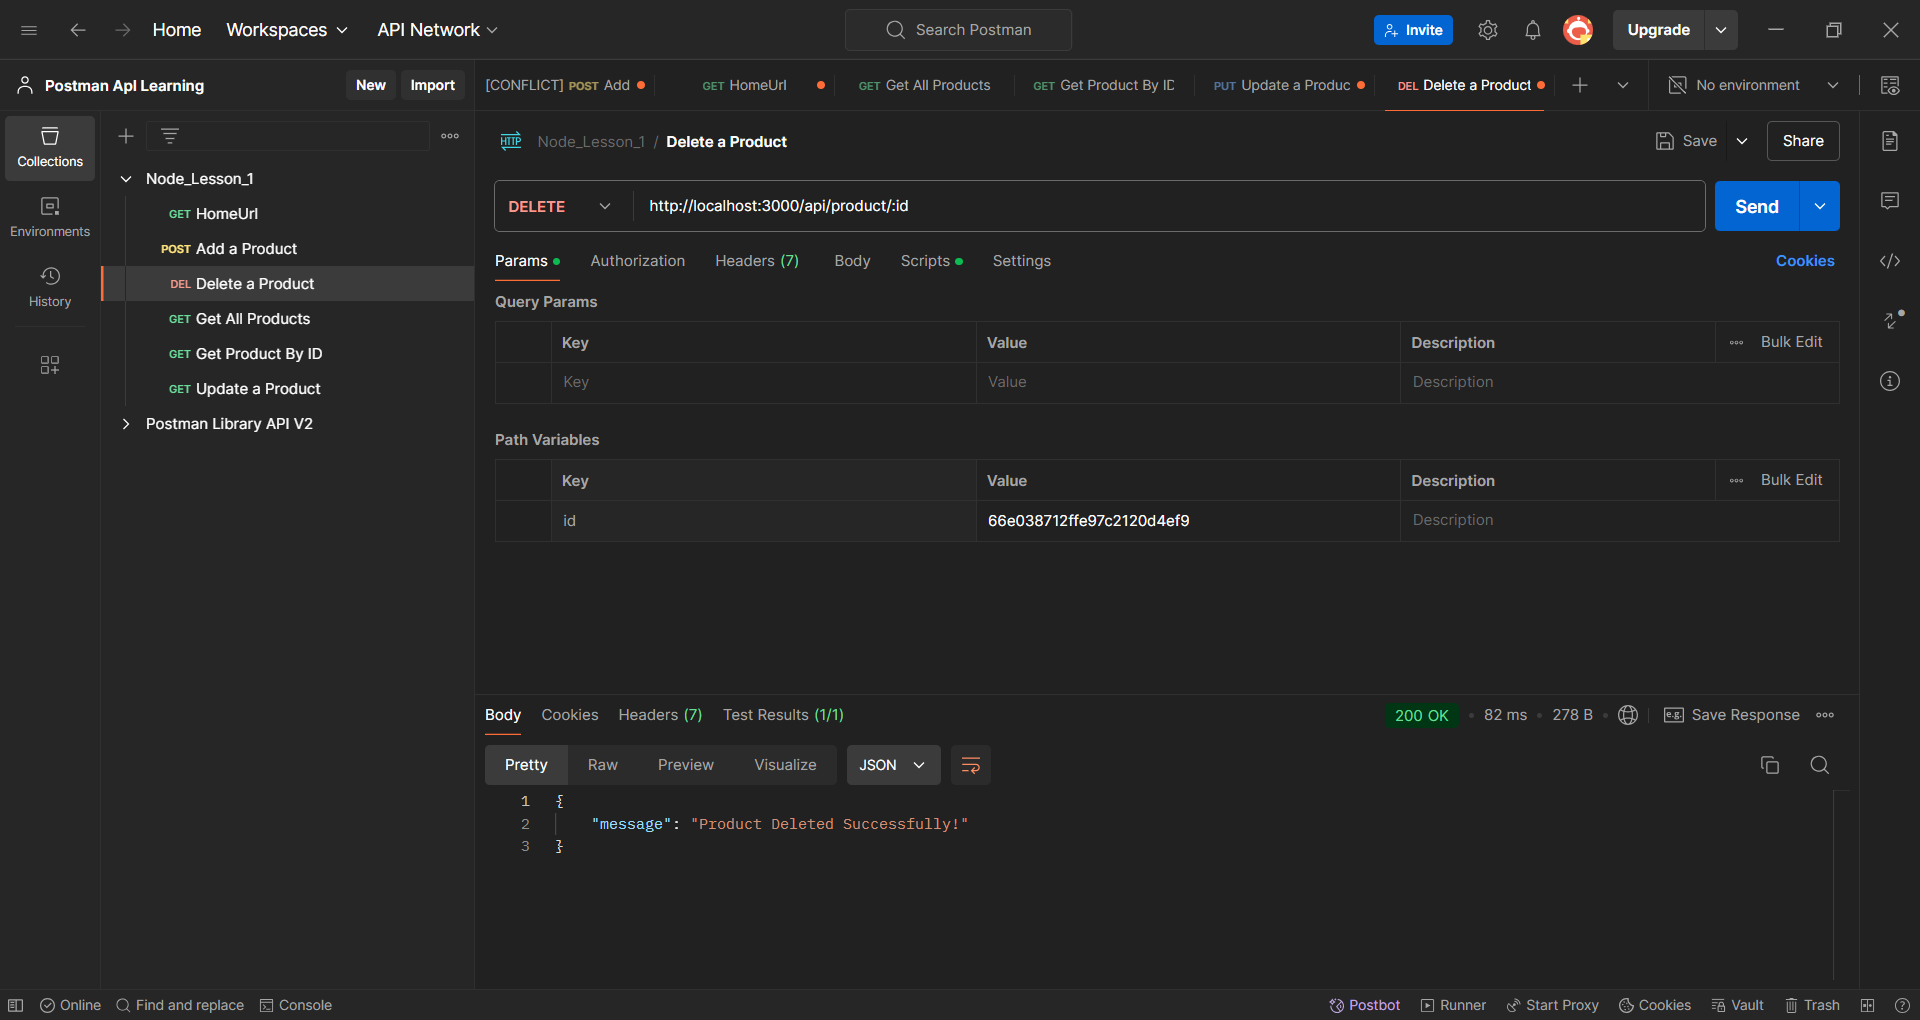 Home Workspaces API Network Search Postman Invite Upgrade
Postman ApI Learning New Import [CONFLICT] POST Add GET HomeUrl GET Get All Products GET Get Product By ID PUT Update a Produc DEL Delete a Product No environment
Collections
Environments
History
Node_Lesson_1
GET HomeUrl
POST Add a Product
DEL Delete a Product
GET Get All Products
GET Get Product By ID
GET Update a Product
Postman Library API V2
HTTP Node_Lesson_1 / Delete a Product Save Share
DELETE http://localhost:3000/api/product/:id Send
Params Authorization Headers (7) Body Scripts Settings Cookies
Query Params
Key Value Description Bulk Edit
Key Value Description
Path Variables
Key Value Description Bulk Edit
id 66e038712ffe97c2120d4ef9 Description
Body Cookies Headers (7) Test Results (1/1) 200 OK 82 ms 278 B e.g. Save Response
Pretty Raw Preview Visualize JSON
1 {
2 "message": "Product Deleted Successfully!"
3 }
Online Find and replace Console Postbot Runner Start Proxy Cookies Vault Trash